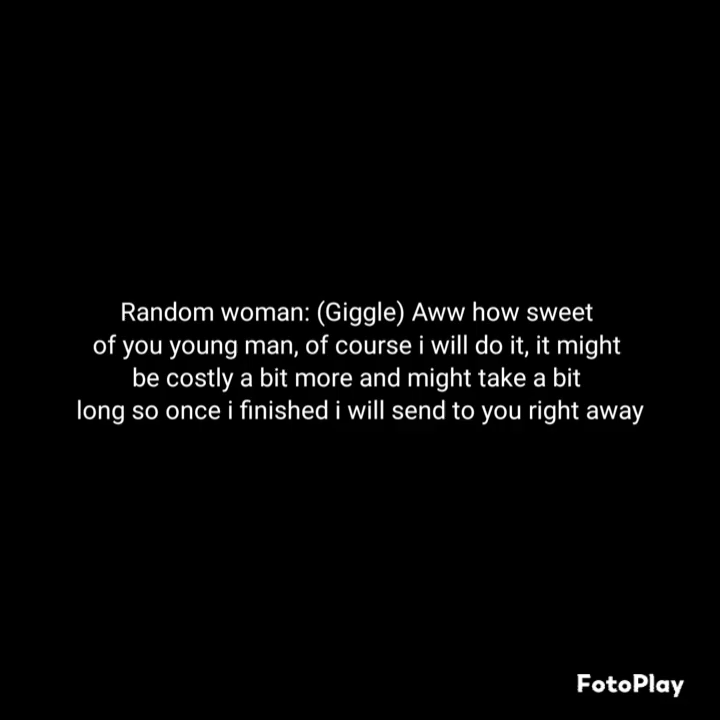 Random woman: (Giggle) Aww how sweet
of you young man, of course i will do it, it might
be costly a bit more and might take a bit
long so once i finished i will send to you right away
FotoPlay